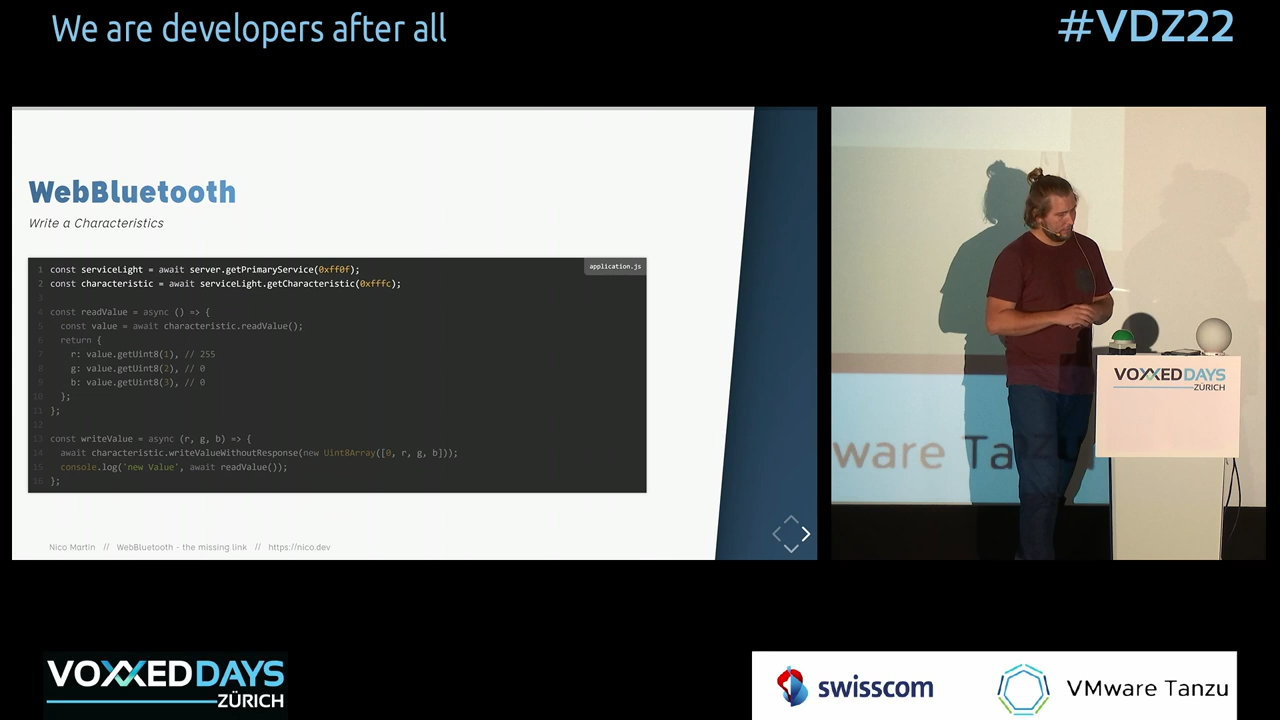 We are developers after all
#VDZ22
WebBluetooth
Write a Characteristics
application.js
1 const serviceLight = await server.getPrimaryService(0xff0f);
2 const characteristic = await serviceLight.getCharacteristic(0xfffc);
3
4 const readValue = async () => {
5 const value = await characteristic.readValue();
6 return {
7 r: value.getUint8(1), // 255
8 g: value.getUint8(2), // 0
9 b: value.getUint8(3), // 0
10 };
11 };
12
13 const writeValue = async (r, g, b) => {
14 await characteristic.writeValueWithoutResponse(new Uint8Array([0, r, g, b]));
15 console.log('new Value', await readValue());
16 };
Nico Martin // WebBluetooth - the missing link // https://nico.dev
VOXXED DAYS
ZÜRICH
ware Ta
VOXXED DAYS
ZÜRICH
swisscom
VMware Tanzu